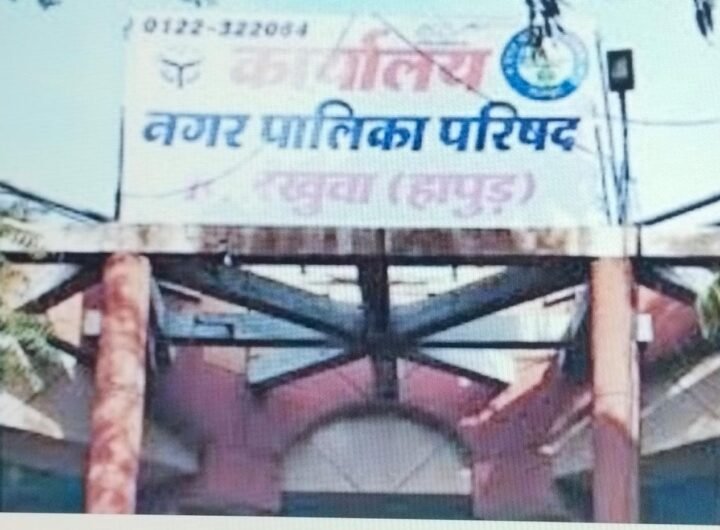 0122-322064
कार्यालय
नगर पालिका परिषद
(हापुड़)